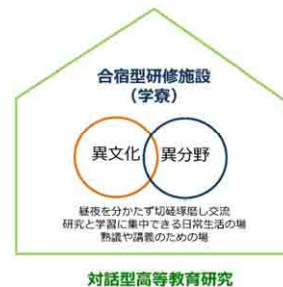 合宿型研修施設
（学寮）
異文化 異分野
昼夜を分かたず切磋琢磨し交流
研究と学習に集中できる日常生活の場
熟議や講義のための場
対話型高等教育研究